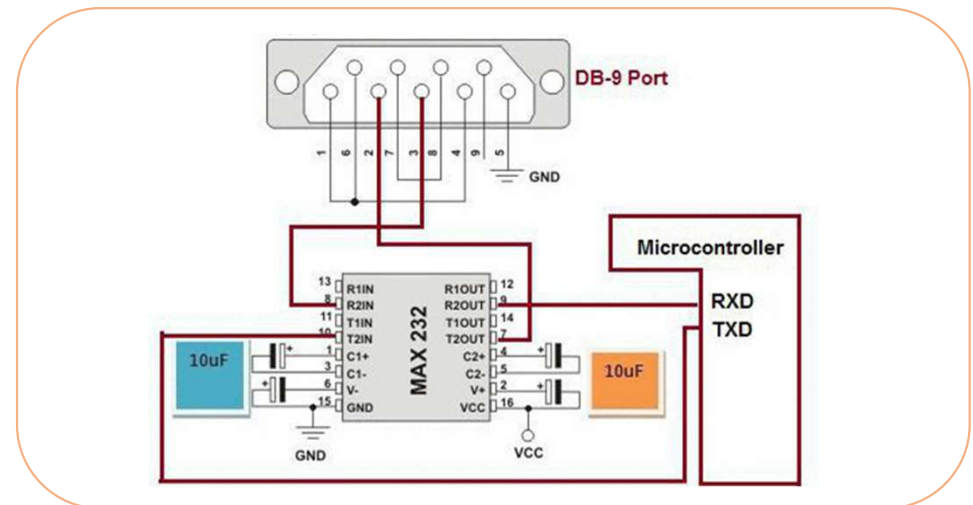 DB-9 Port
1 6 2 7 3 8 4 9 5
GND
Microcontroller
RXD
TXD
MAX 232
13 R1IN R1OUT 12
8 R2IN R2OUT 9
11 T1IN T1OUT 14
10 T2IN T2OUT 7
1 C1+ C2+ 4
3 C1- C2- 5
6 V- V+ 2
15 GND VCC 16
+ + + +
10uF
10uF
GND
VCC